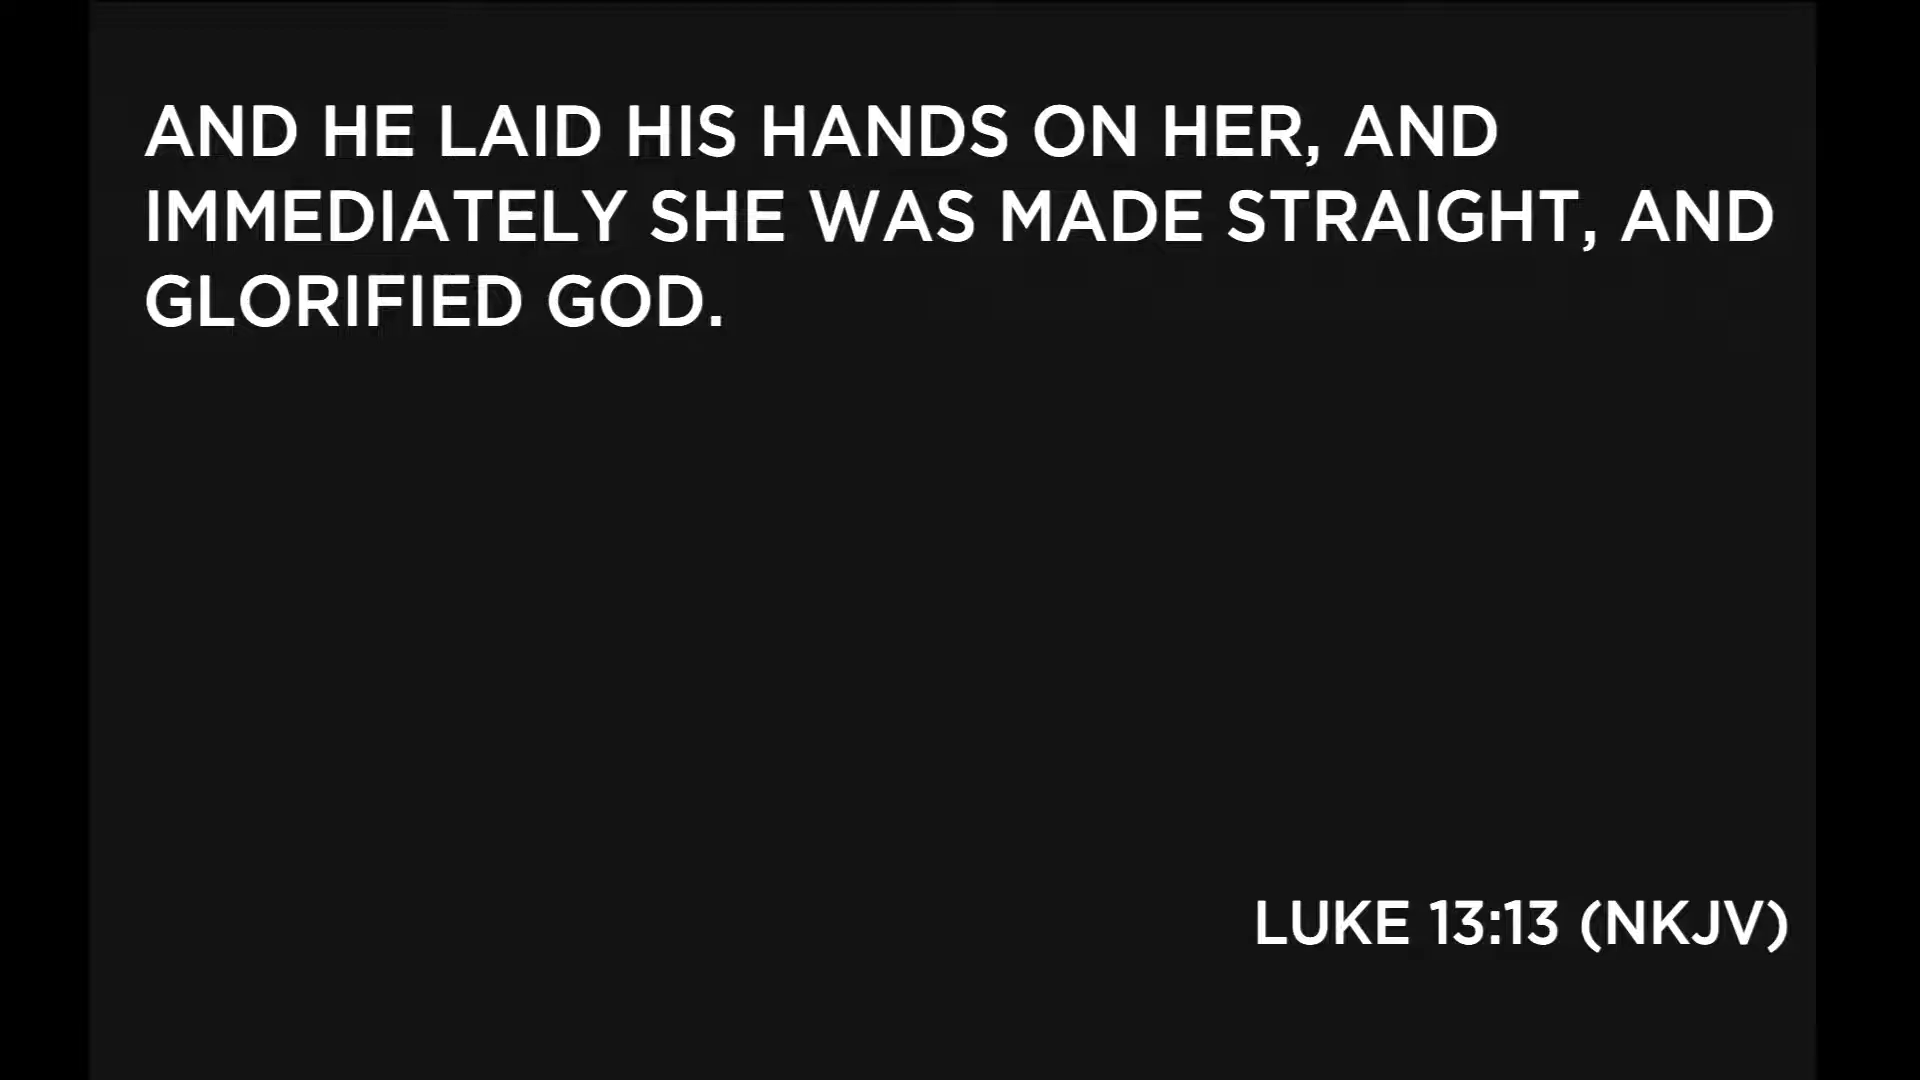 AND HE LAID HIS HANDS ON HER, AND
IMMEDIATELY SHE WAS MADE STRAIGHT, AND
GLORIFIED GOD.
LUKE 13:13 (NKJV)